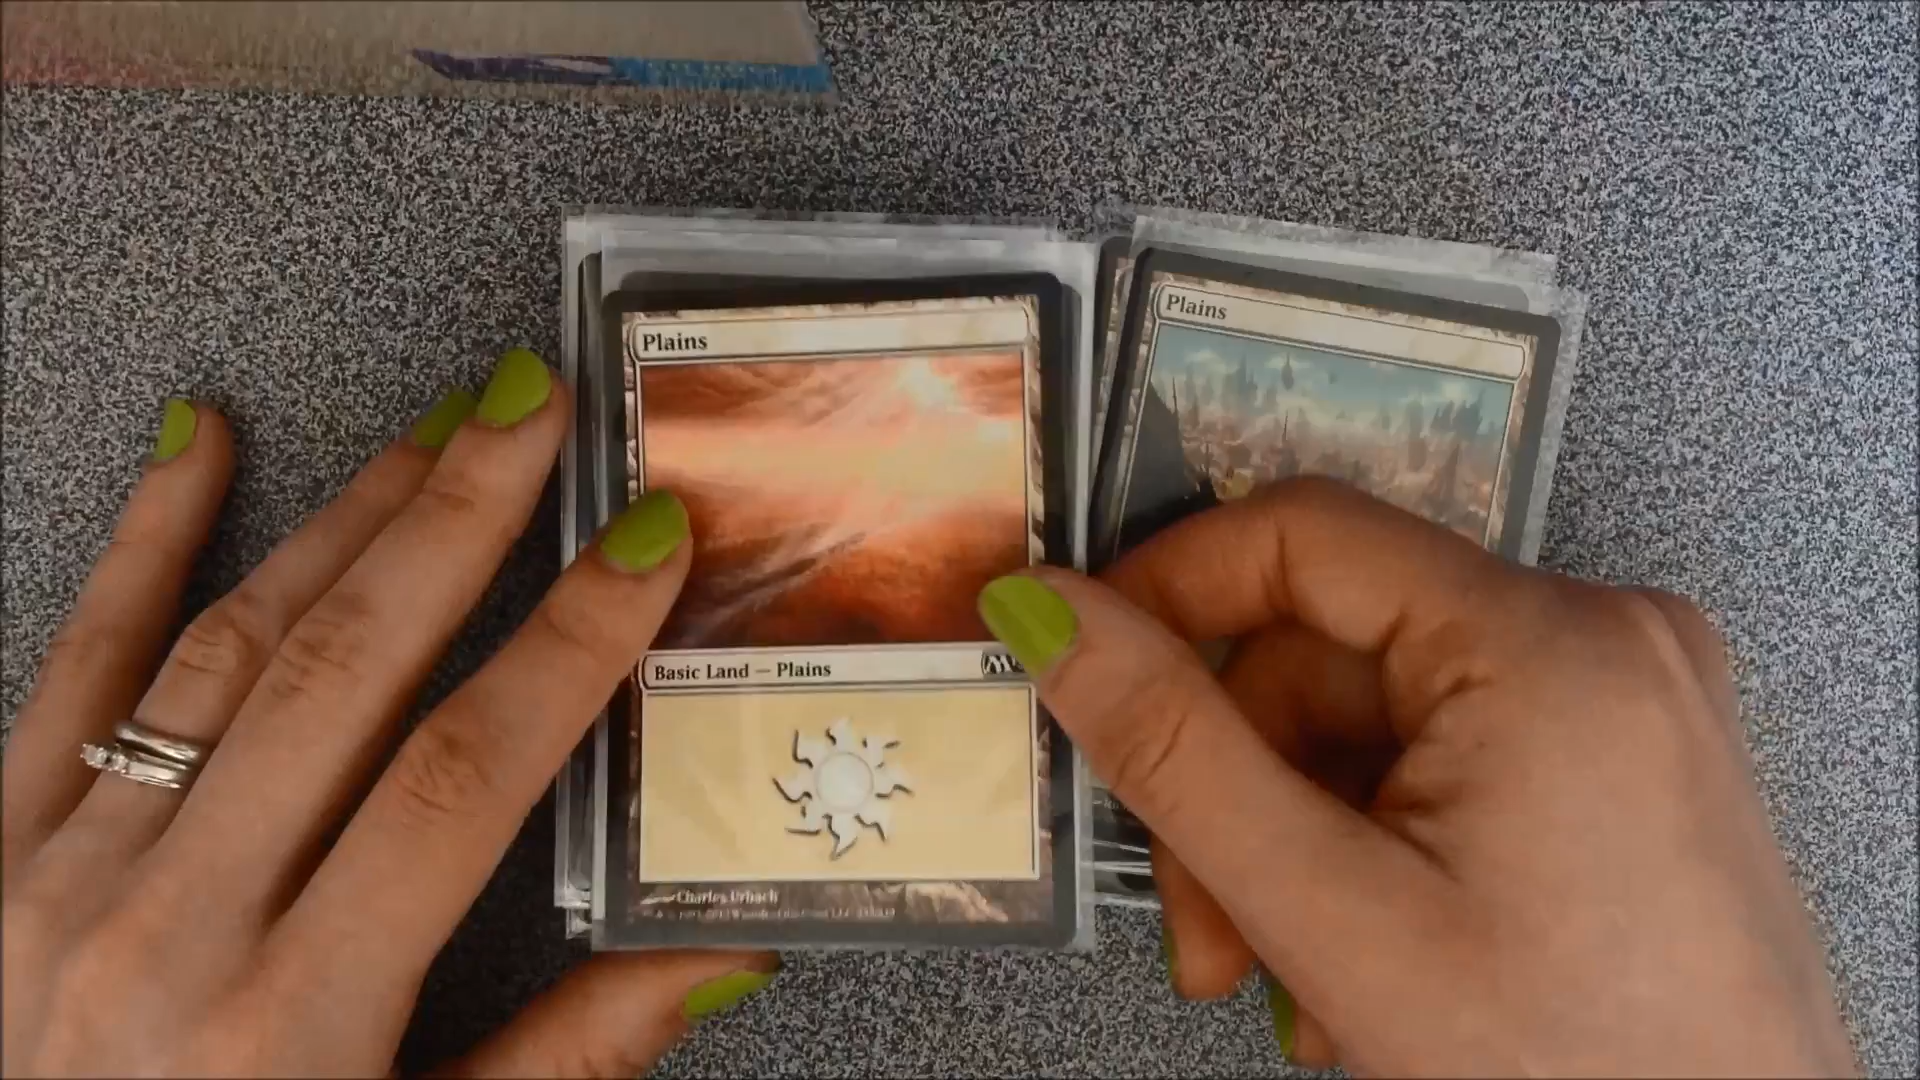 Plains
Basic Land — Plains
Charles Urbach
Plains